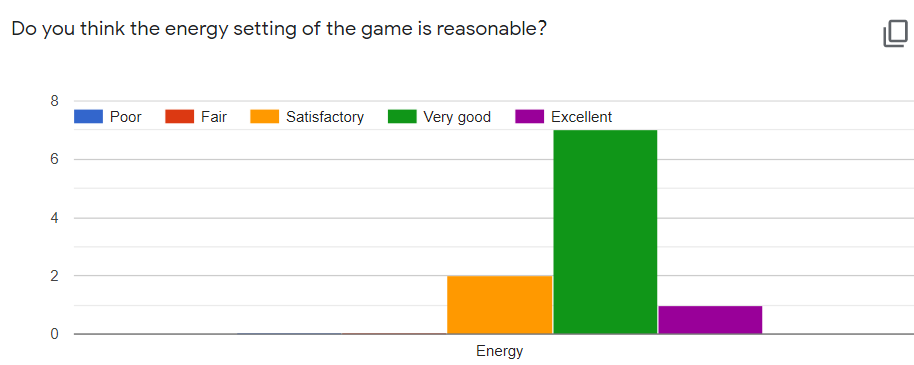 Do you think the energy setting of the game is reasonable?
8
Poor Fair Satisfactory Very good Excellent
6
4
2
0
Energy